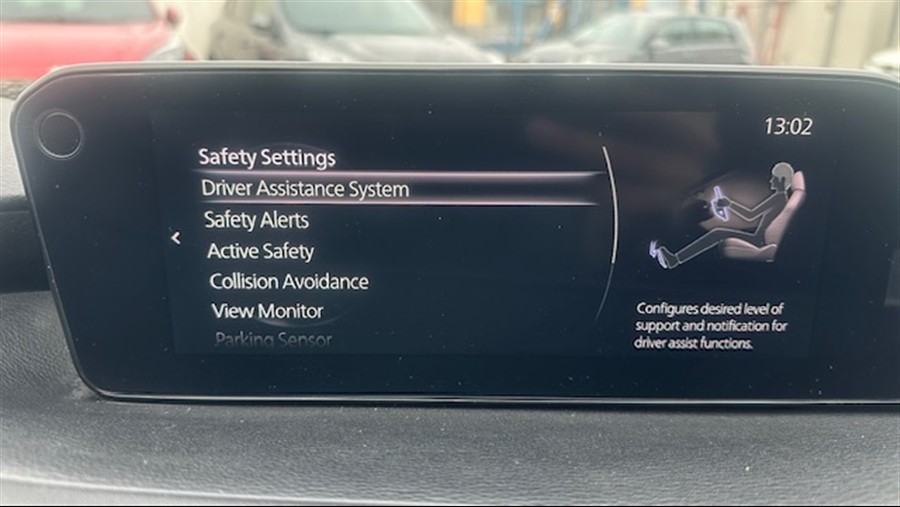 13:02
Safety Settings
Driver Assistance System
Safety Alerts
Active Safety
Collision Avoidance
View Monitor
Parking Sensor
Configures desired level of
support and notification for
driver assist functions.